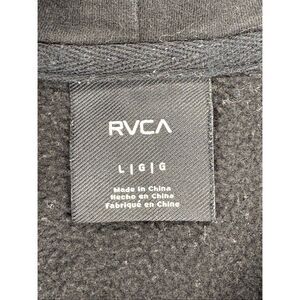 RVCA
L | G | G
Made in China
Hecho en China
Fabriqué en Chine